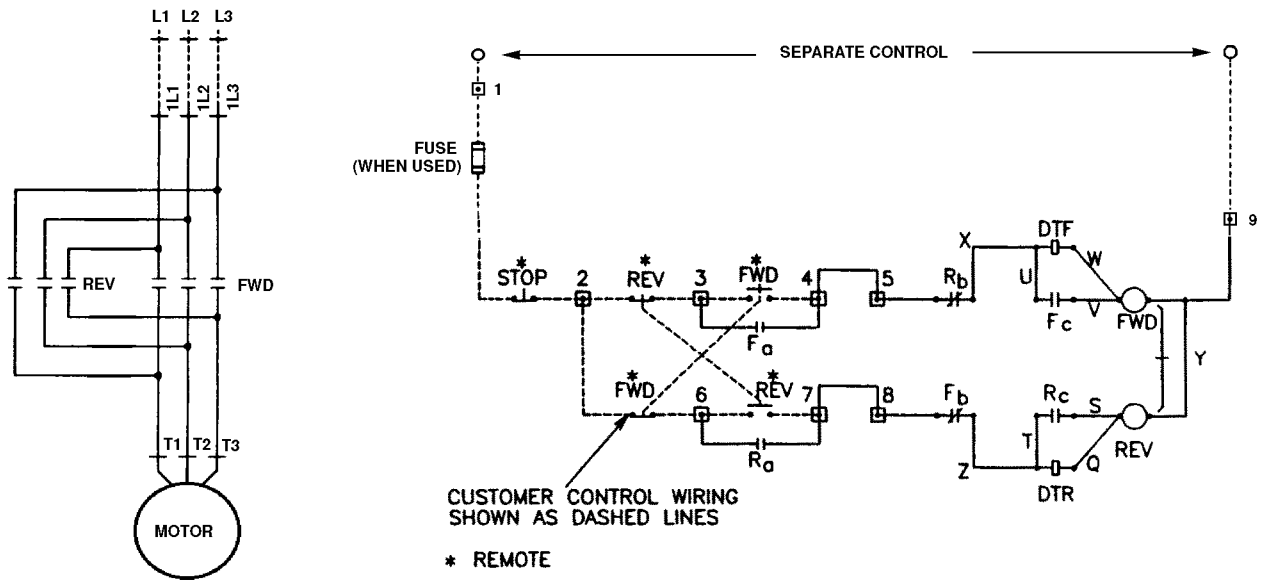 L1 L2 L3
1L1 1L2 1L3
REV
FWD
T1 T2 T3
MOTOR
SEPARATE CONTROL
1
FUSE
(WHEN USED)
9
* * *
STOP 2 REV 3 FWD 4 5
Rb
X
DTF
W
U
V
Fc
FWD
Fa
Y
* *
FWD 6 REV 7 8
Fb
Rc
S
T
Q
REV
Ra
Z
DTR
CUSTOMER CONTROL WIRING
SHOWN AS DASHED LINES
* REMOTE